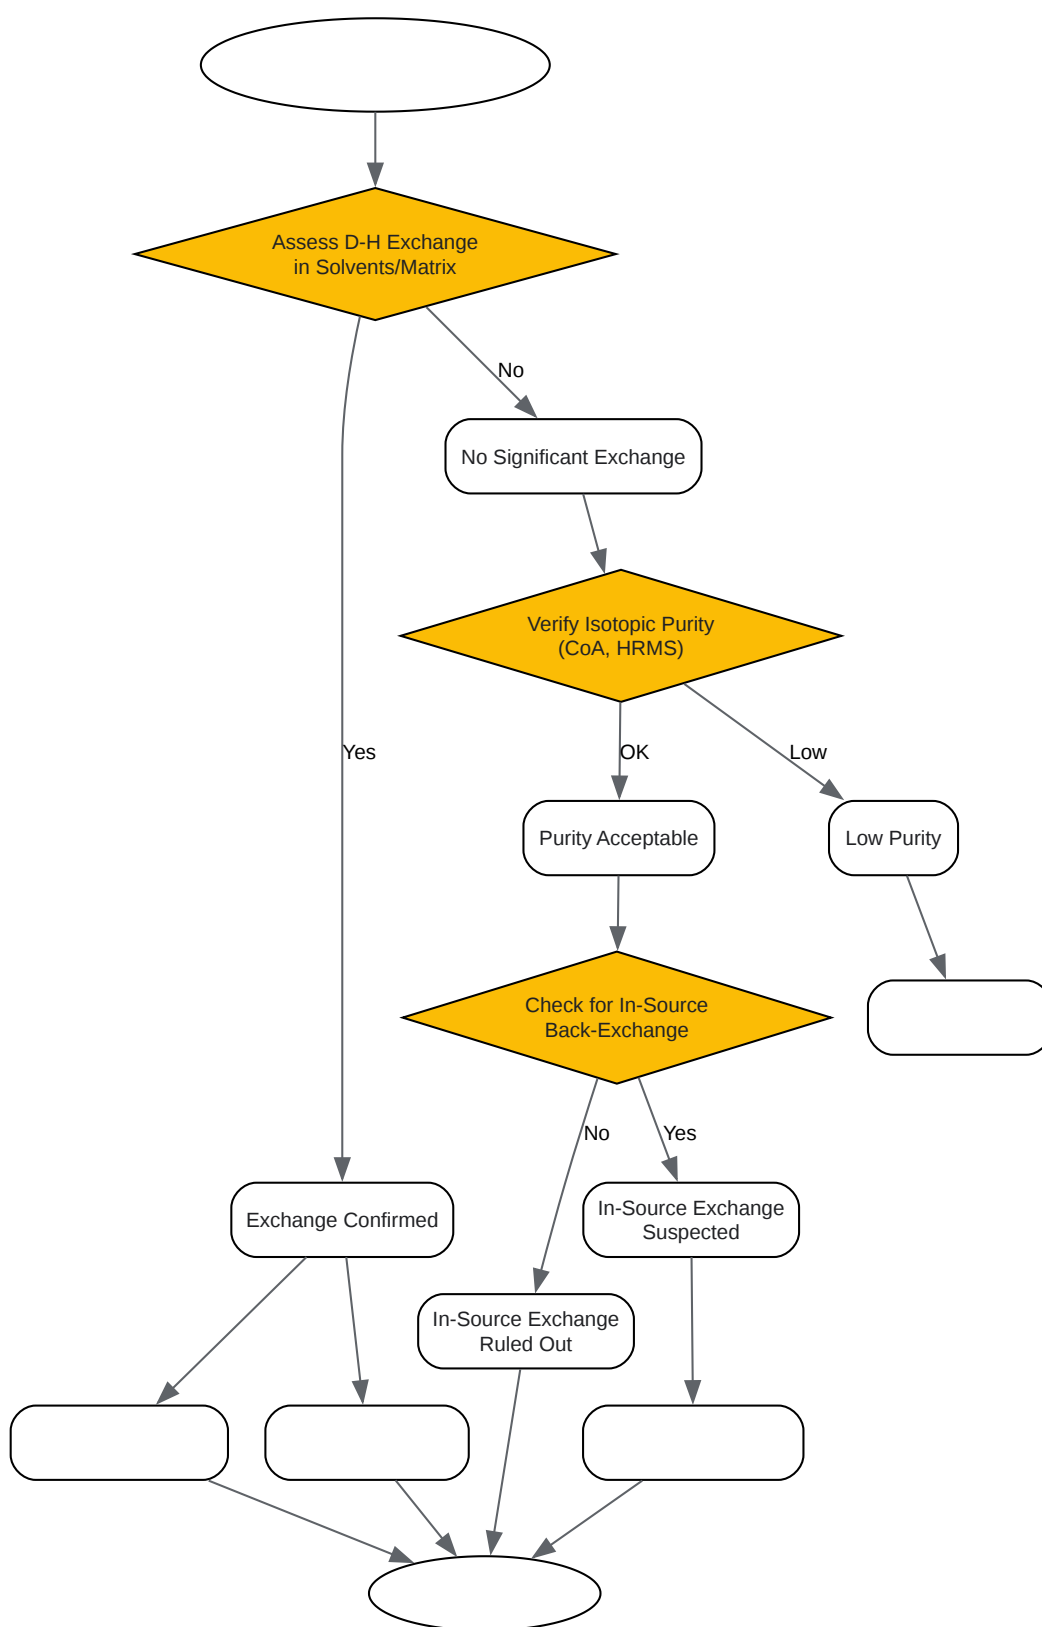 Assess D-H Exchange
in Solvents/Matrix
No
No Significant Exchange
Verify Isotopic Purity
(CoA, HRMS)
Yes
OK
Low
Purity Acceptable
Low Purity
Check for In-Source
Back-Exchange
No
Yes
Exchange Confirmed
In-Source Exchange
Suspected
In-Source Exchange
Ruled Out